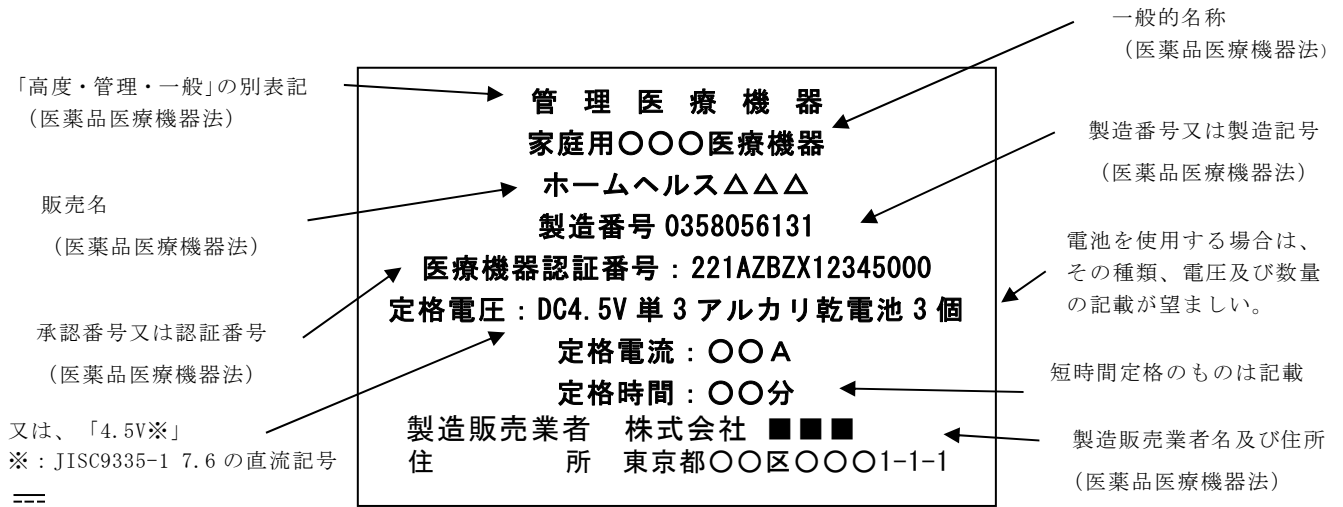 一般的名称
（医薬品医療機器法）
「高度・管理・一般」の別表記
（医薬品医療機器法）
管 理 医 療 機 器
家庭用〇〇〇医療機器
製造番号又は製造記号
（医薬品医療機器法）
ホームヘルス△△△
販売名
（医薬品医療機器法）
製造番号 0358056131
電池を使用する場合は、
その種類、電圧及び数量
の記載が望ましい。
医療機器認証番号：221AZBZX12345000
定格電圧：DC4.5V 単3アルカリ乾電池3個
承認番号又は認証番号
（医薬品医療機器法）
定格電流：〇〇A
定格時間：〇〇分
短時間定格のものは記載
又は、「4.5V※」
※：JISC9335-1 7.6 の直流記号
⎓
製造販売業者 株式会社 ■■■
住 所 東京都〇〇区〇〇〇1-1-1
製造販売業者名及び住所
（医薬品医療機器法）